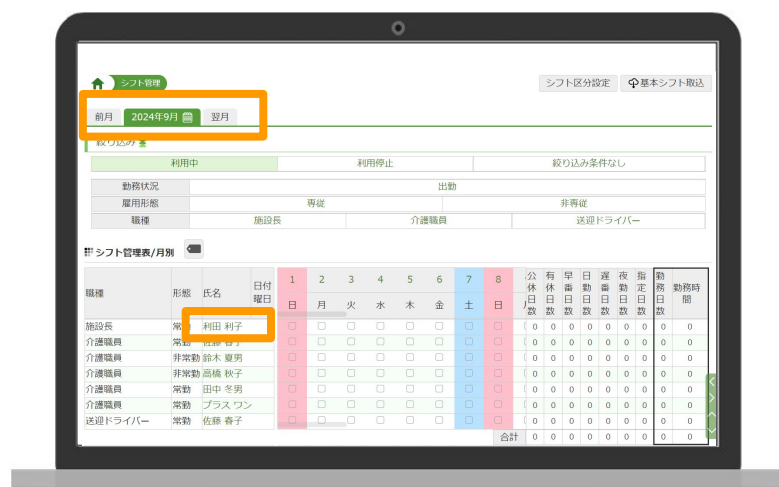 シフト管理
シフト区分設定 基本シフト取込
前月 2024年9月 翌月
絞り込み
利用中 利用停止 絞り込み条件なし
勤務状況 出勤
雇用形態 専従 非専従
職種 施設長 介護職員 送迎ドライバー
シフト管理表/月別
職種 形態 氏名 日付 曜日 1 2 3 4 5 6 7 8 公休日数 有休日数 早番日数 日勤日数 遅番日数 夜勤日数 指定日数 勤務日数 勤務時間
日 月 火 水 木 金 土 日
施設長 常勤 利田 利子 0 0 0 0 0 0 0 0 0
介護職員 常勤 佐藤 春子 0 0 0 0 0 0 0 0 0
介護職員 非常勤 鈴木 夏男 0 0 0 0 0 0 0 0 0
介護職員 非常勤 高橋 秋子 0 0 0 0 0 0 0 0 0
介護職員 常勤 田中 冬男 0 0 0 0 0 0 0 0 0
介護職員 常勤 プラス ワン 0 0 0 0 0 0 0 0 0
送迎ドライバー 常勤 佐藤 春子 0 0 0 0 0 0 0 0 0
合計 0 0 0 0 0 0 0 0 0